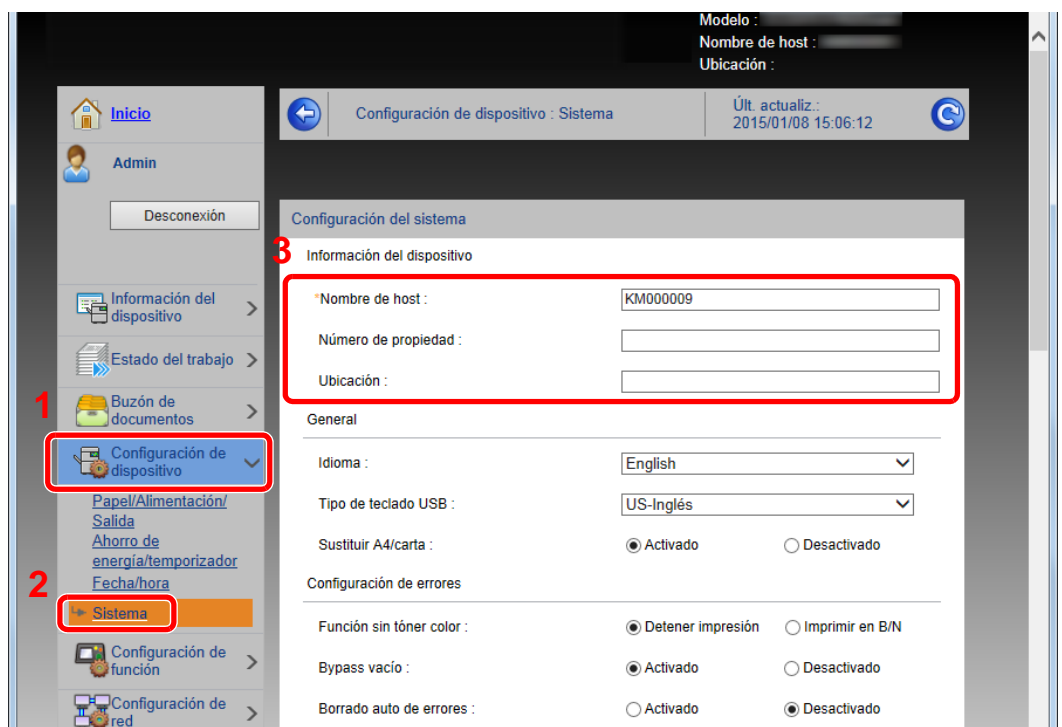 Modelo :
Nombre de host :
Ubicación :
Inicio
Configuración de dispositivo : Sistema
Últ. actualiz.:
2015/01/08 15:06:12
Admin
Desconexión
Configuración del sistema
3
Información del dispositivo
*Nombre de host :
KM000009
Número de propiedad :
Ubicación :
Información del
dispositivo
Estado del trabajo
1
Buzón de
documentos
Configuración de
dispositivo
Papel/Alimentación/
Salida
Ahorro de
energía/temporizador
Fecha/hora
2
Sistema
Configuración de
función
Configuración de
red
General
Idioma :
English
Tipo de teclado USB :
US-Inglés
Sustituir A4/carta :
Activado
Desactivado
Configuración de errores
Función sin tóner color :
Detener impresión
Imprimir en B/N
Bypass vacío :
Activado
Desactivado
Borrado auto de errores :
Activado
Desactivado